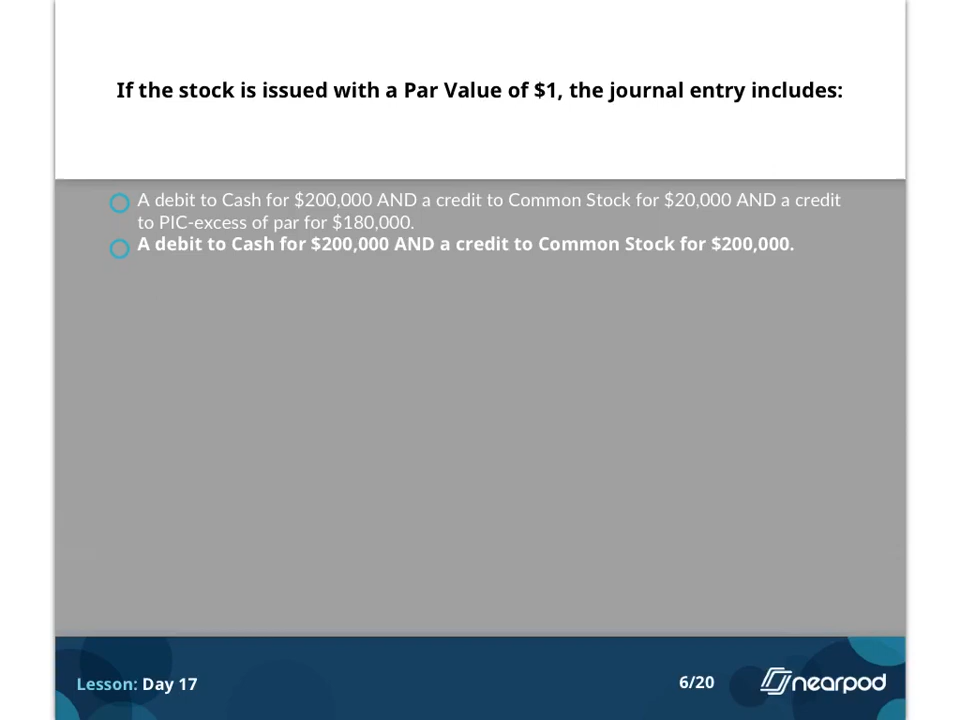 If the stock is issued with a Par Value of $1, the journal entry includes:
A debit to Cash for $200,000 AND a credit to Common Stock for $20,000 AND a credit
to PIC-excess of par for $180,000.
A debit to Cash for $200,000 AND a credit to Common Stock for $200,000.
Lesson: Day 17
6/20
nearpod